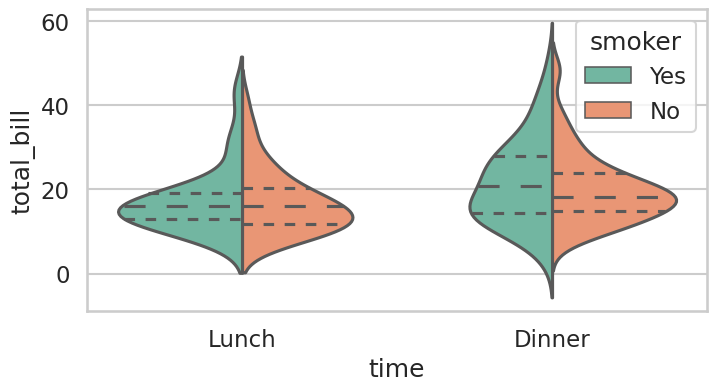 60
40
20
0
total_bill
smoker
Yes
No
Lunch
Dinner
time